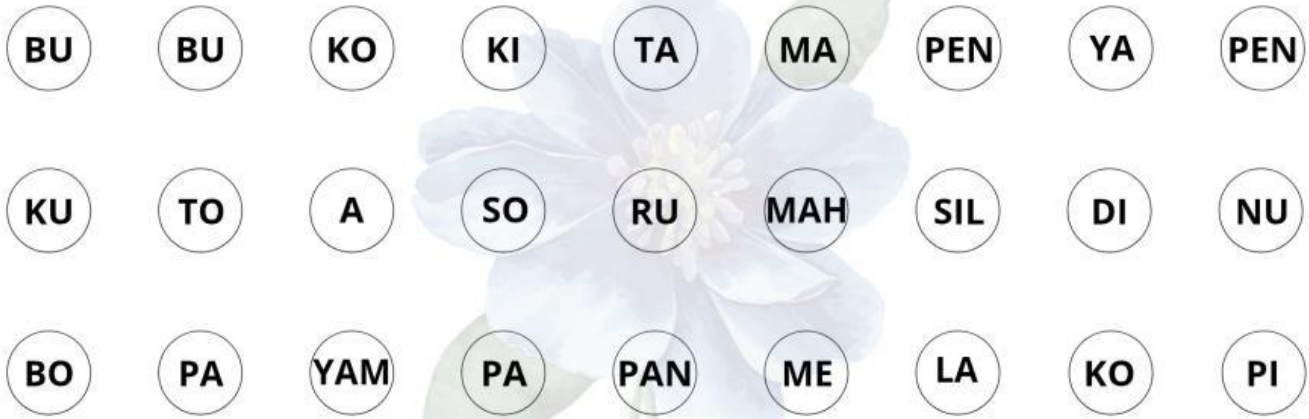 BU BU KO KI TA MA PEN YA PEN
KU TO A SO RU MAH SIL DI NU
BO PA YAM PA PAN ME LA KO PI